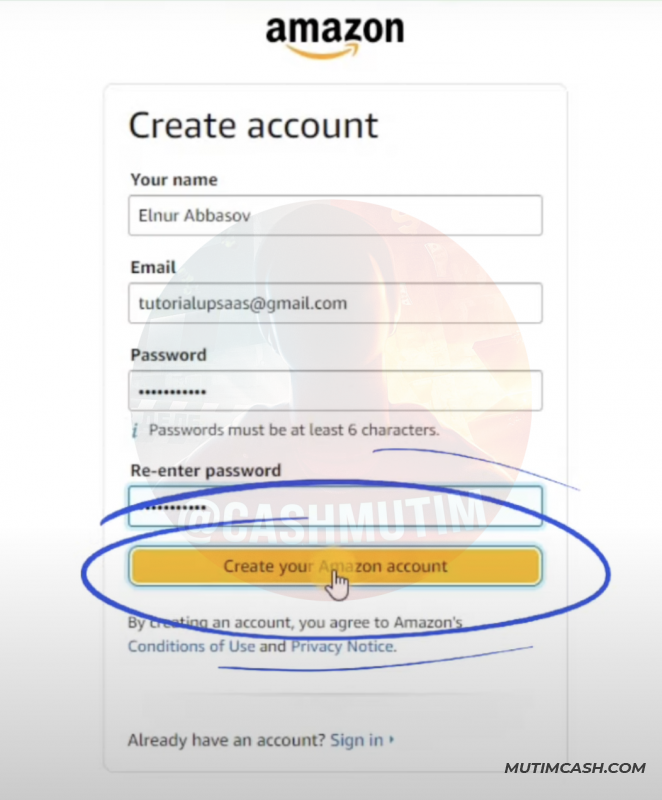 amazon
Create account
Your name
Elnur Abbasov
Email
tutorialupsaas@gmail.com
Password
•••••••••••
i Passwords must be at least 6 characters.
Re-enter password
•••••••••••
@CASHMUTIM
Create your Amazon account
By creating an account, you agree to Amazon's
Conditions of Use and Privacy Notice.
Already have an account? Sign in
MUTIMCASH.COM